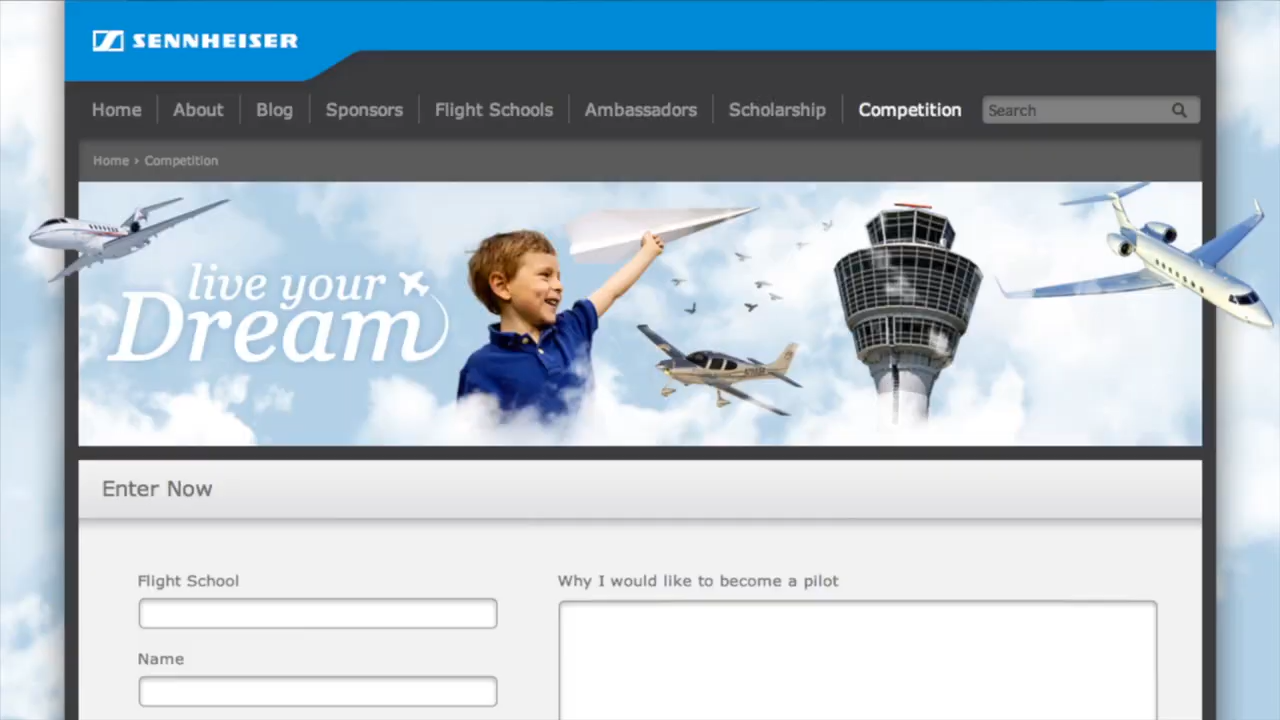 SENNHEISER
Home
About
Blog
Sponsors
Flight Schools
Ambassadors
Scholarship
Competition
Search
Home › Competition
live your
Dream
Enter Now
Flight School
Why I would like to become a pilot
Name